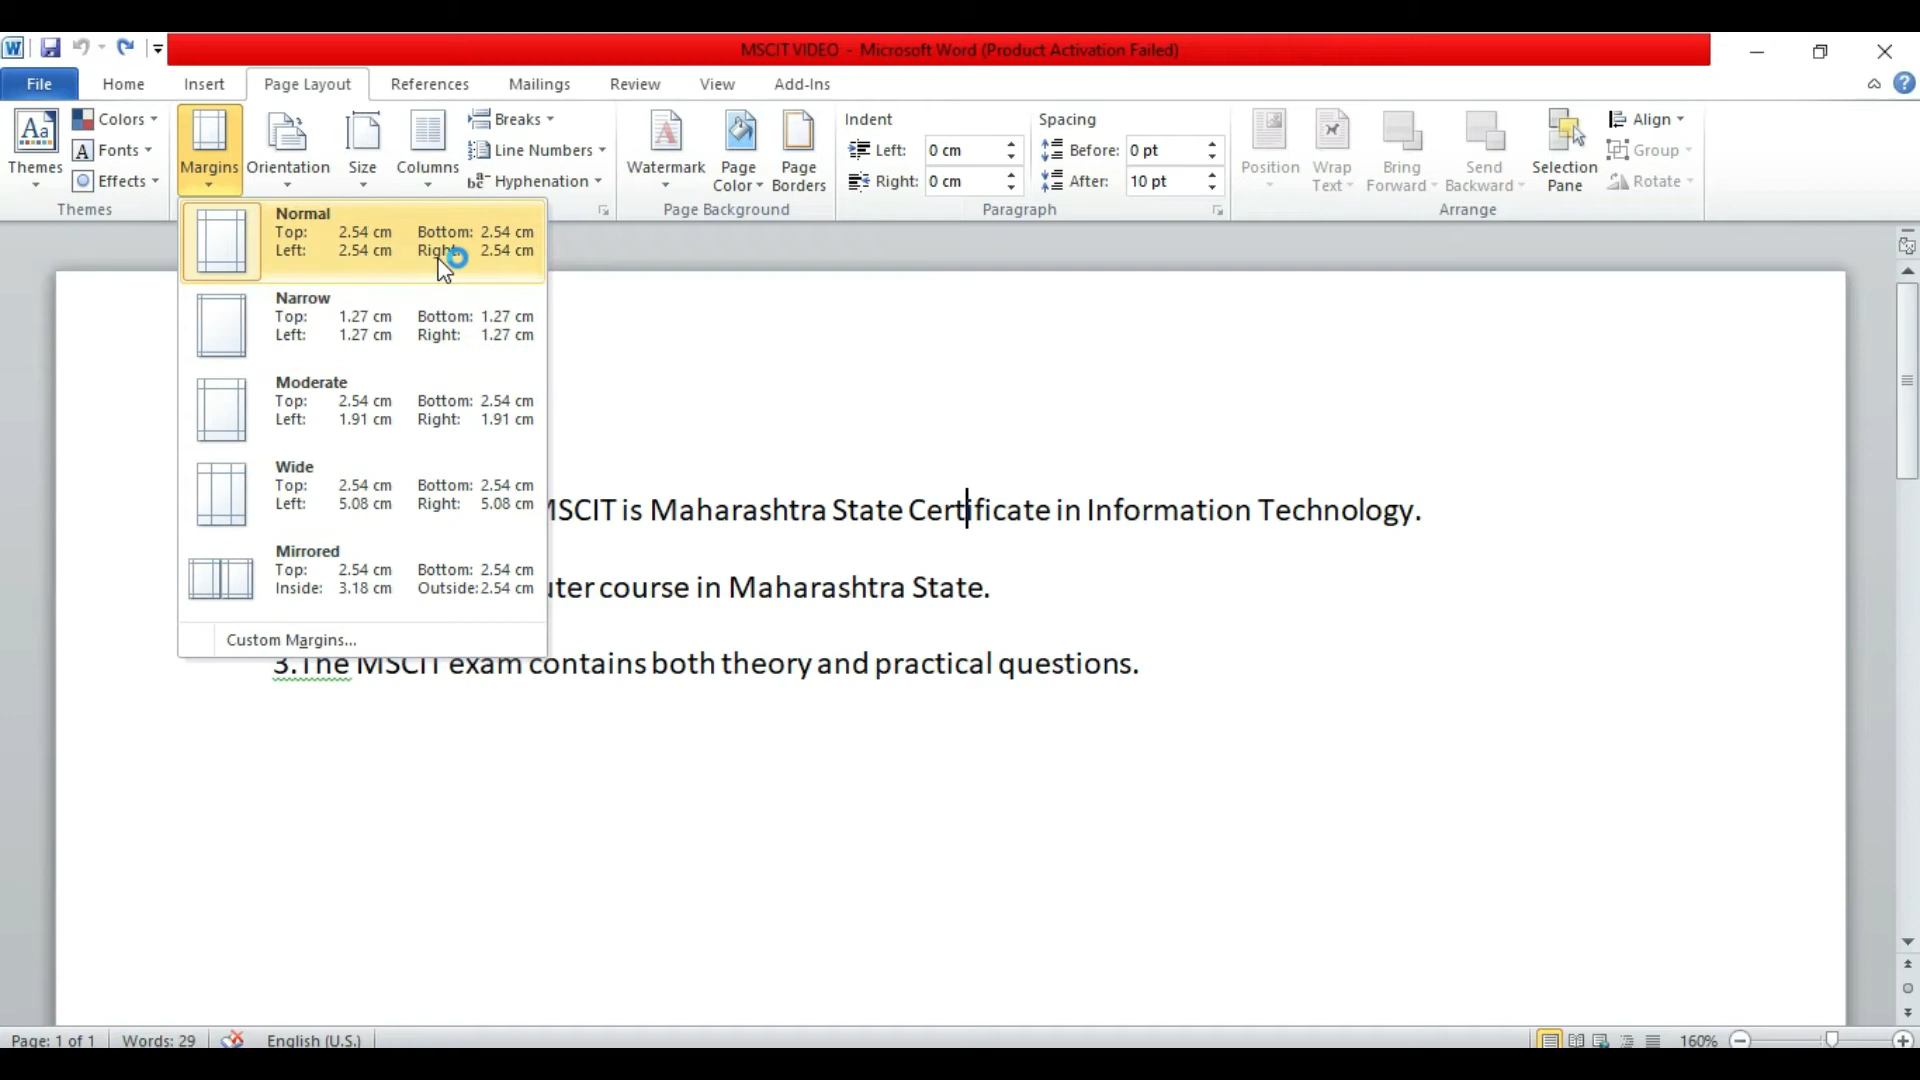 W
MSCIT VIDEO - Microsoft Word (Product Activation Failed)
File Home Insert Page Layout References Mailings Review View Add-Ins
Aa Themes Colors A Fonts Effects Themes
Margins Orientation Size Columns Breaks Line Numbers Hyphenation
Watermark Page Color Page Borders Page Background
Indent Left: 0 cm Right: 0 cm
Spacing Before: 0 pt After: 10 pt
Paragraph
Position Wrap Text Bring Forward Send Backward Selection Pane Align Group Rotate
Arrange
Normal
Top: 2.54 cm Bottom: 2.54 cm
Left: 2.54 cm Right: 2.54 cm
Narrow
Top: 1.27 cm Bottom: 1.27 cm
Left: 1.27 cm Right: 1.27 cm
Moderate
Top: 2.54 cm Bottom: 2.54 cm
Left: 1.91 cm Right: 1.91 cm
Wide
Top: 2.54 cm Bottom: 2.54 cm
Left: 5.08 cm Right: 5.08 cm
Mirrored
Top: 2.54 cm Bottom: 2.54 cm
Inside: 3.18 cm Outside: 2.54 cm
Custom Margins...
MSCIT is Maharashtra State Certificate in Information Technology.
course in Maharashtra State.
3.The MSCIT exam contains both theory and practical questions.
Page: 1 of 1 Words: 29 English (U.S.) 160%